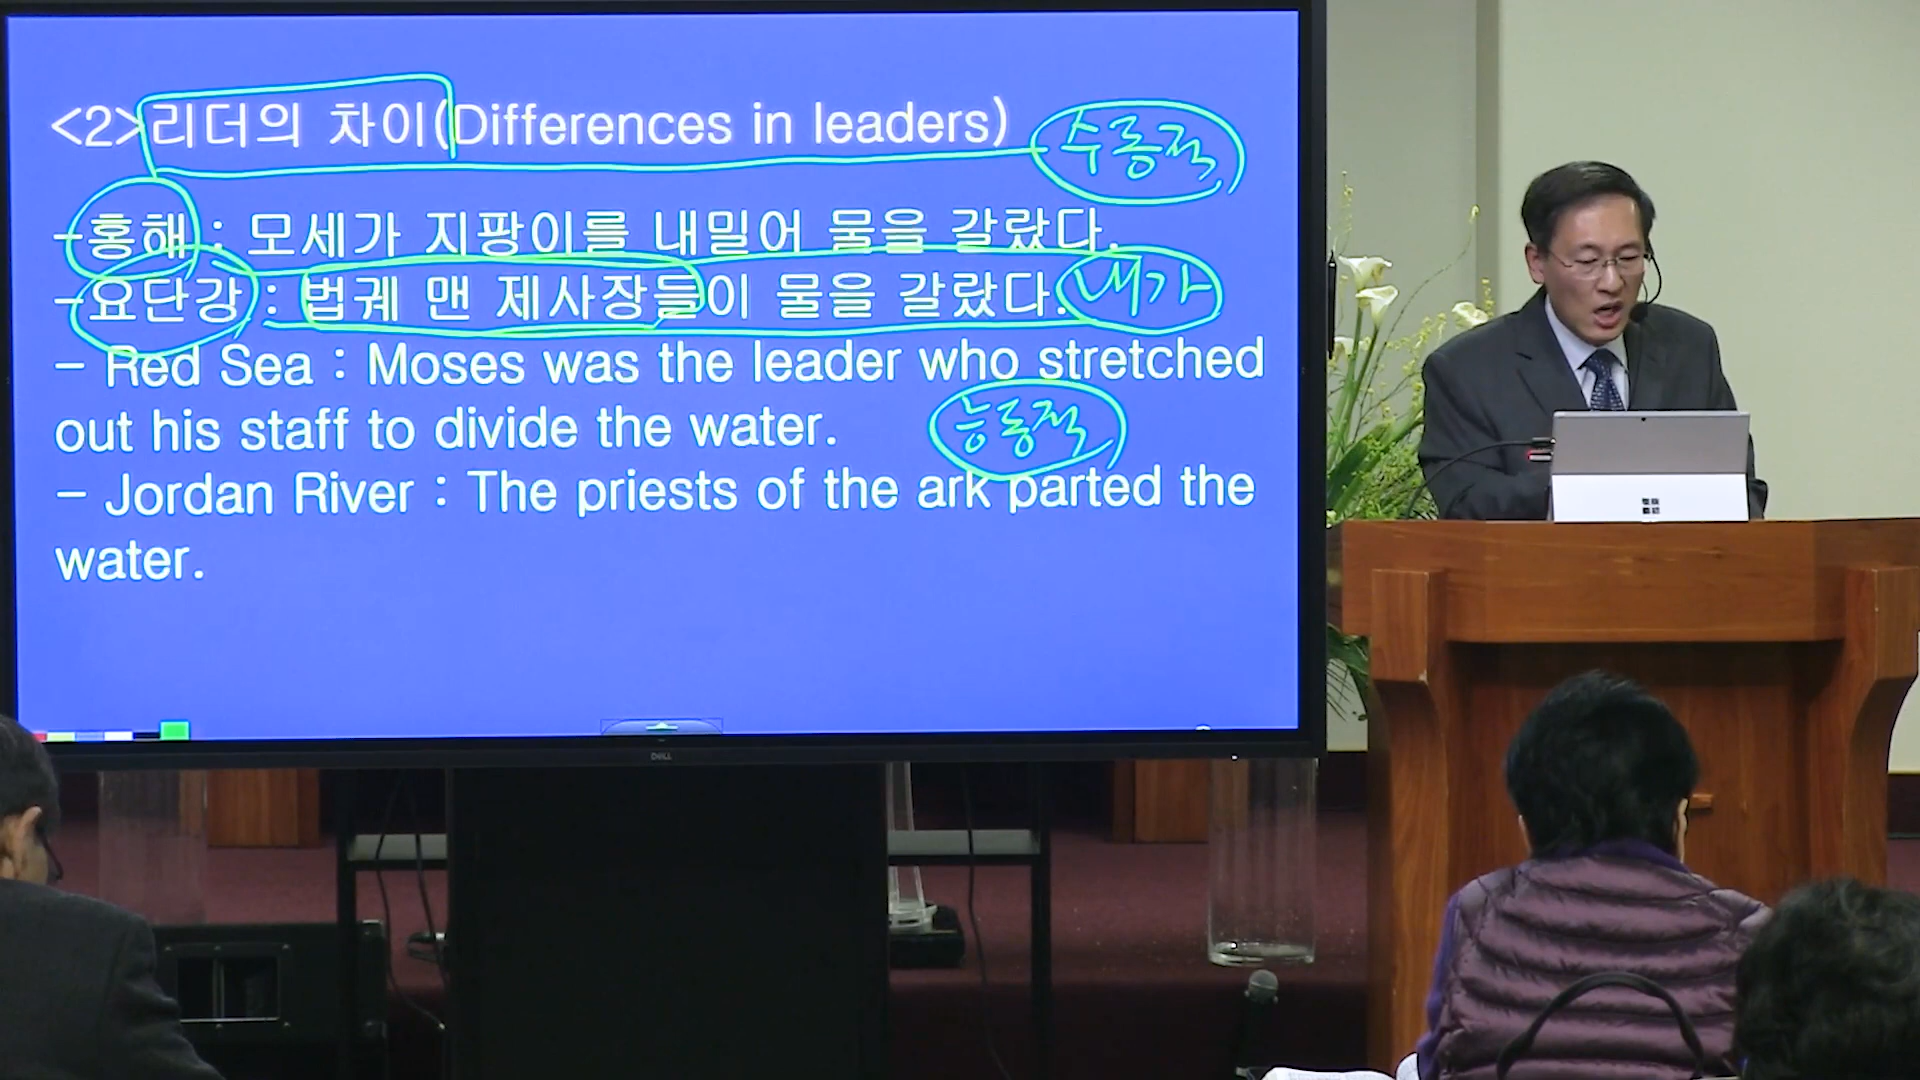 <2>리더의 차이(Differences in leaders) 수동적
-홍해 : 모세가 지팡이를 내밀어 물을 갈랐다.
-요단강 : 법궤 맨 제사장들이 물을 갈랐다. 내가
- Red Sea : Moses was the leader who stretched
out his staff to divide the water. 능동적
- Jordan River : The priests of the ark parted the
water.
DELL